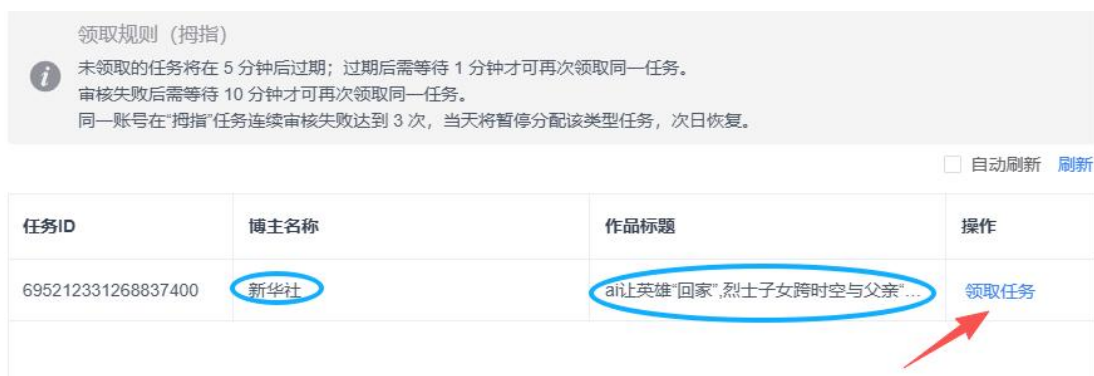 领取规则（拇指）
未领取的任务将在 5 分钟后过期；过期后需等待 1 分钟才可再次领取同一任务。
审核失败后需等待 10 分钟才可再次领取同一任务。
同一账号在“拇指”任务连续审核失败达到 3 次，当天将暂停分配该类型任务，次日恢复。
自动刷新 刷新
任务ID 博主名称 作品标题 操作
695212331268837400 新华社 ai让英雄“回家”,烈士子女跨时空与父亲“... 领取任务